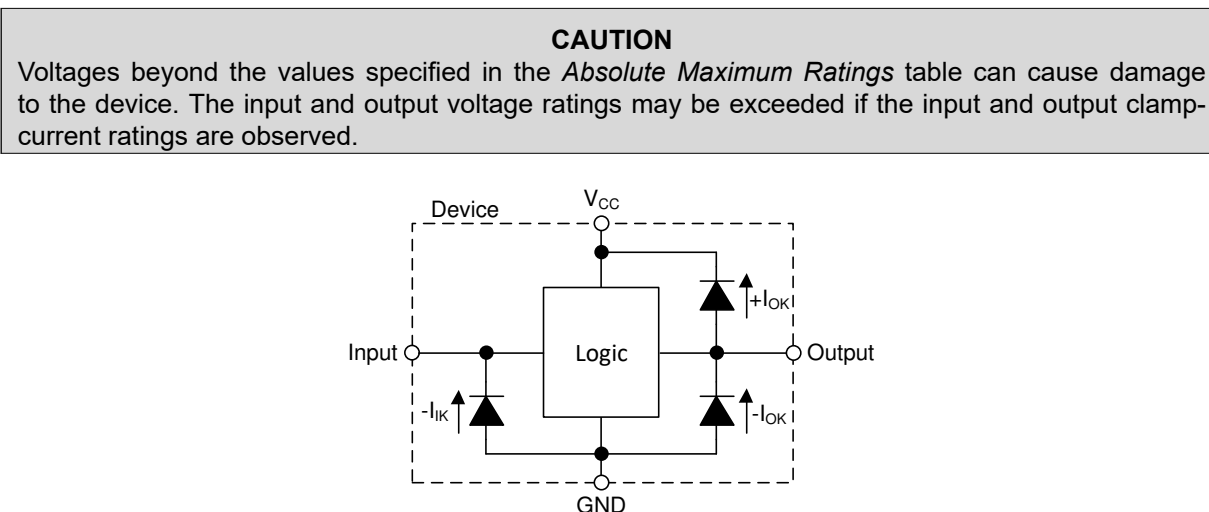 CAUTION
Voltages beyond the values specified in the Absolute Maximum Ratings table can cause damage
to the device. The input and output voltage ratings may be exceeded if the input and output clamp-
current ratings are observed.
Device
VCC
+IOK
Input
Logic
Output
-IIK
-IOK
GND